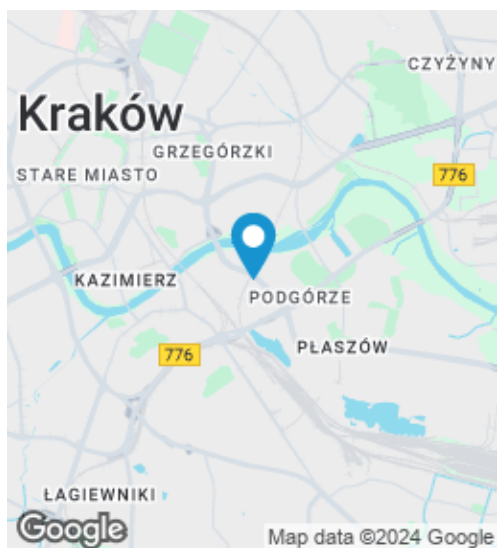 CZYŻYNY
Kraków
GRZEGÓRZKI
STARE MIASTO
776
KAZIMIERZ
PODGÓRZE
PŁASZÓW
776
ŁAGIEWNIKI
Google
Map data ©2024 Google